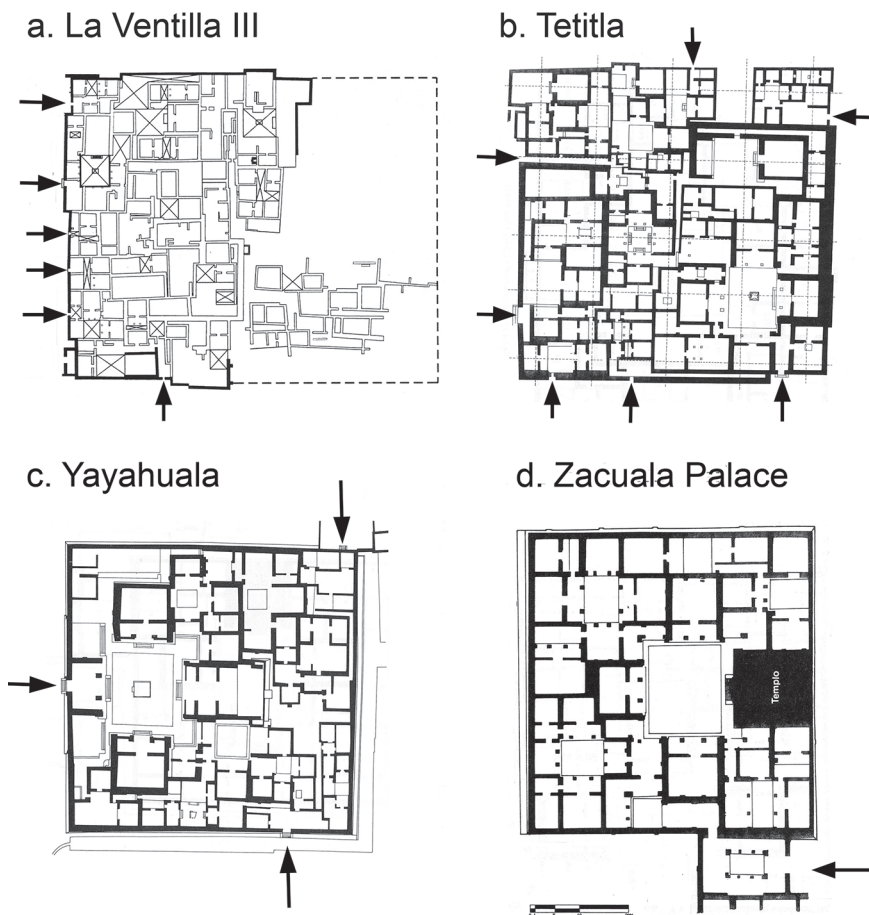 a. La Ventilla III
b. Tetitla
c. Yayahuala
d. Zacuala Palace
Templo